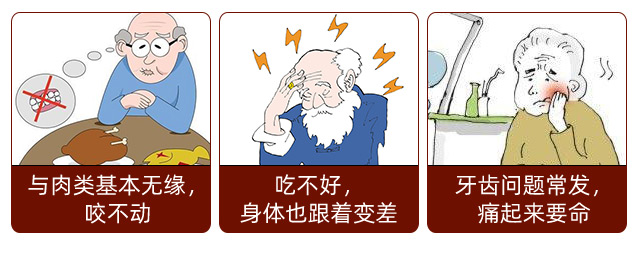 与肉类基本无缘，
咬不动
吃不好，
身体也跟着变差
牙齿问题常发，
痛起来要命